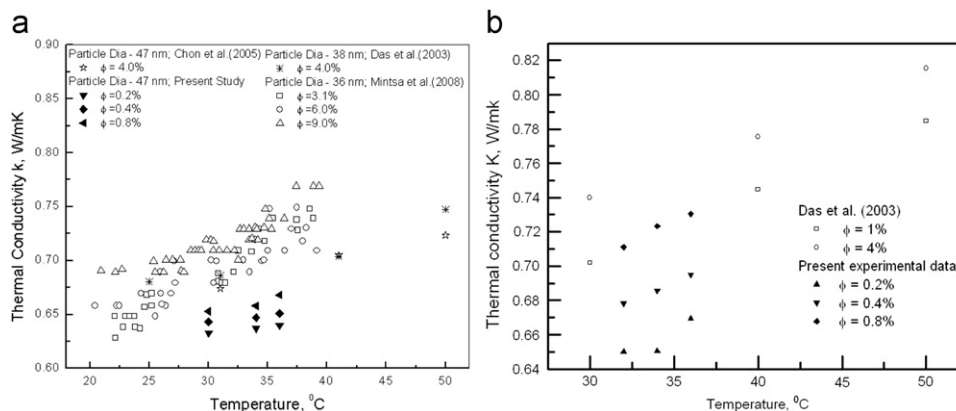 a
Particle Dia - 47 nm; Chon et al.(2005)
ϕ =4.0%
Particle Dia - 47 nm; Present Study
ϕ=0.2%
ϕ=0.4%
ϕ=0.8%
Particle Dia - 38 nm; Das et al.(2003)
ϕ =4.0%
Particle Dia - 36 nm; Mintsa et al.(2008)
ϕ=3.1%
ϕ=6.0%
ϕ=9.0%
Thermal Conductivity k, W/mK
0.90
0.85
0.80
0.75
0.70
0.65
0.60
20 25 30 35 40 45 50
Temperature, ⁰C
b
Thermal conductivity K, W/mk
0.82
0.80
0.78
0.76
0.74
0.72
0.70
0.68
0.66
0.64
Das et al. (2003)
ϕ = 1%
ϕ = 4%
Present experimental data
ϕ = 0.2%
ϕ = 0.4%
ϕ = 0.8%
30 35 40 45 50
Temperature, ⁰C